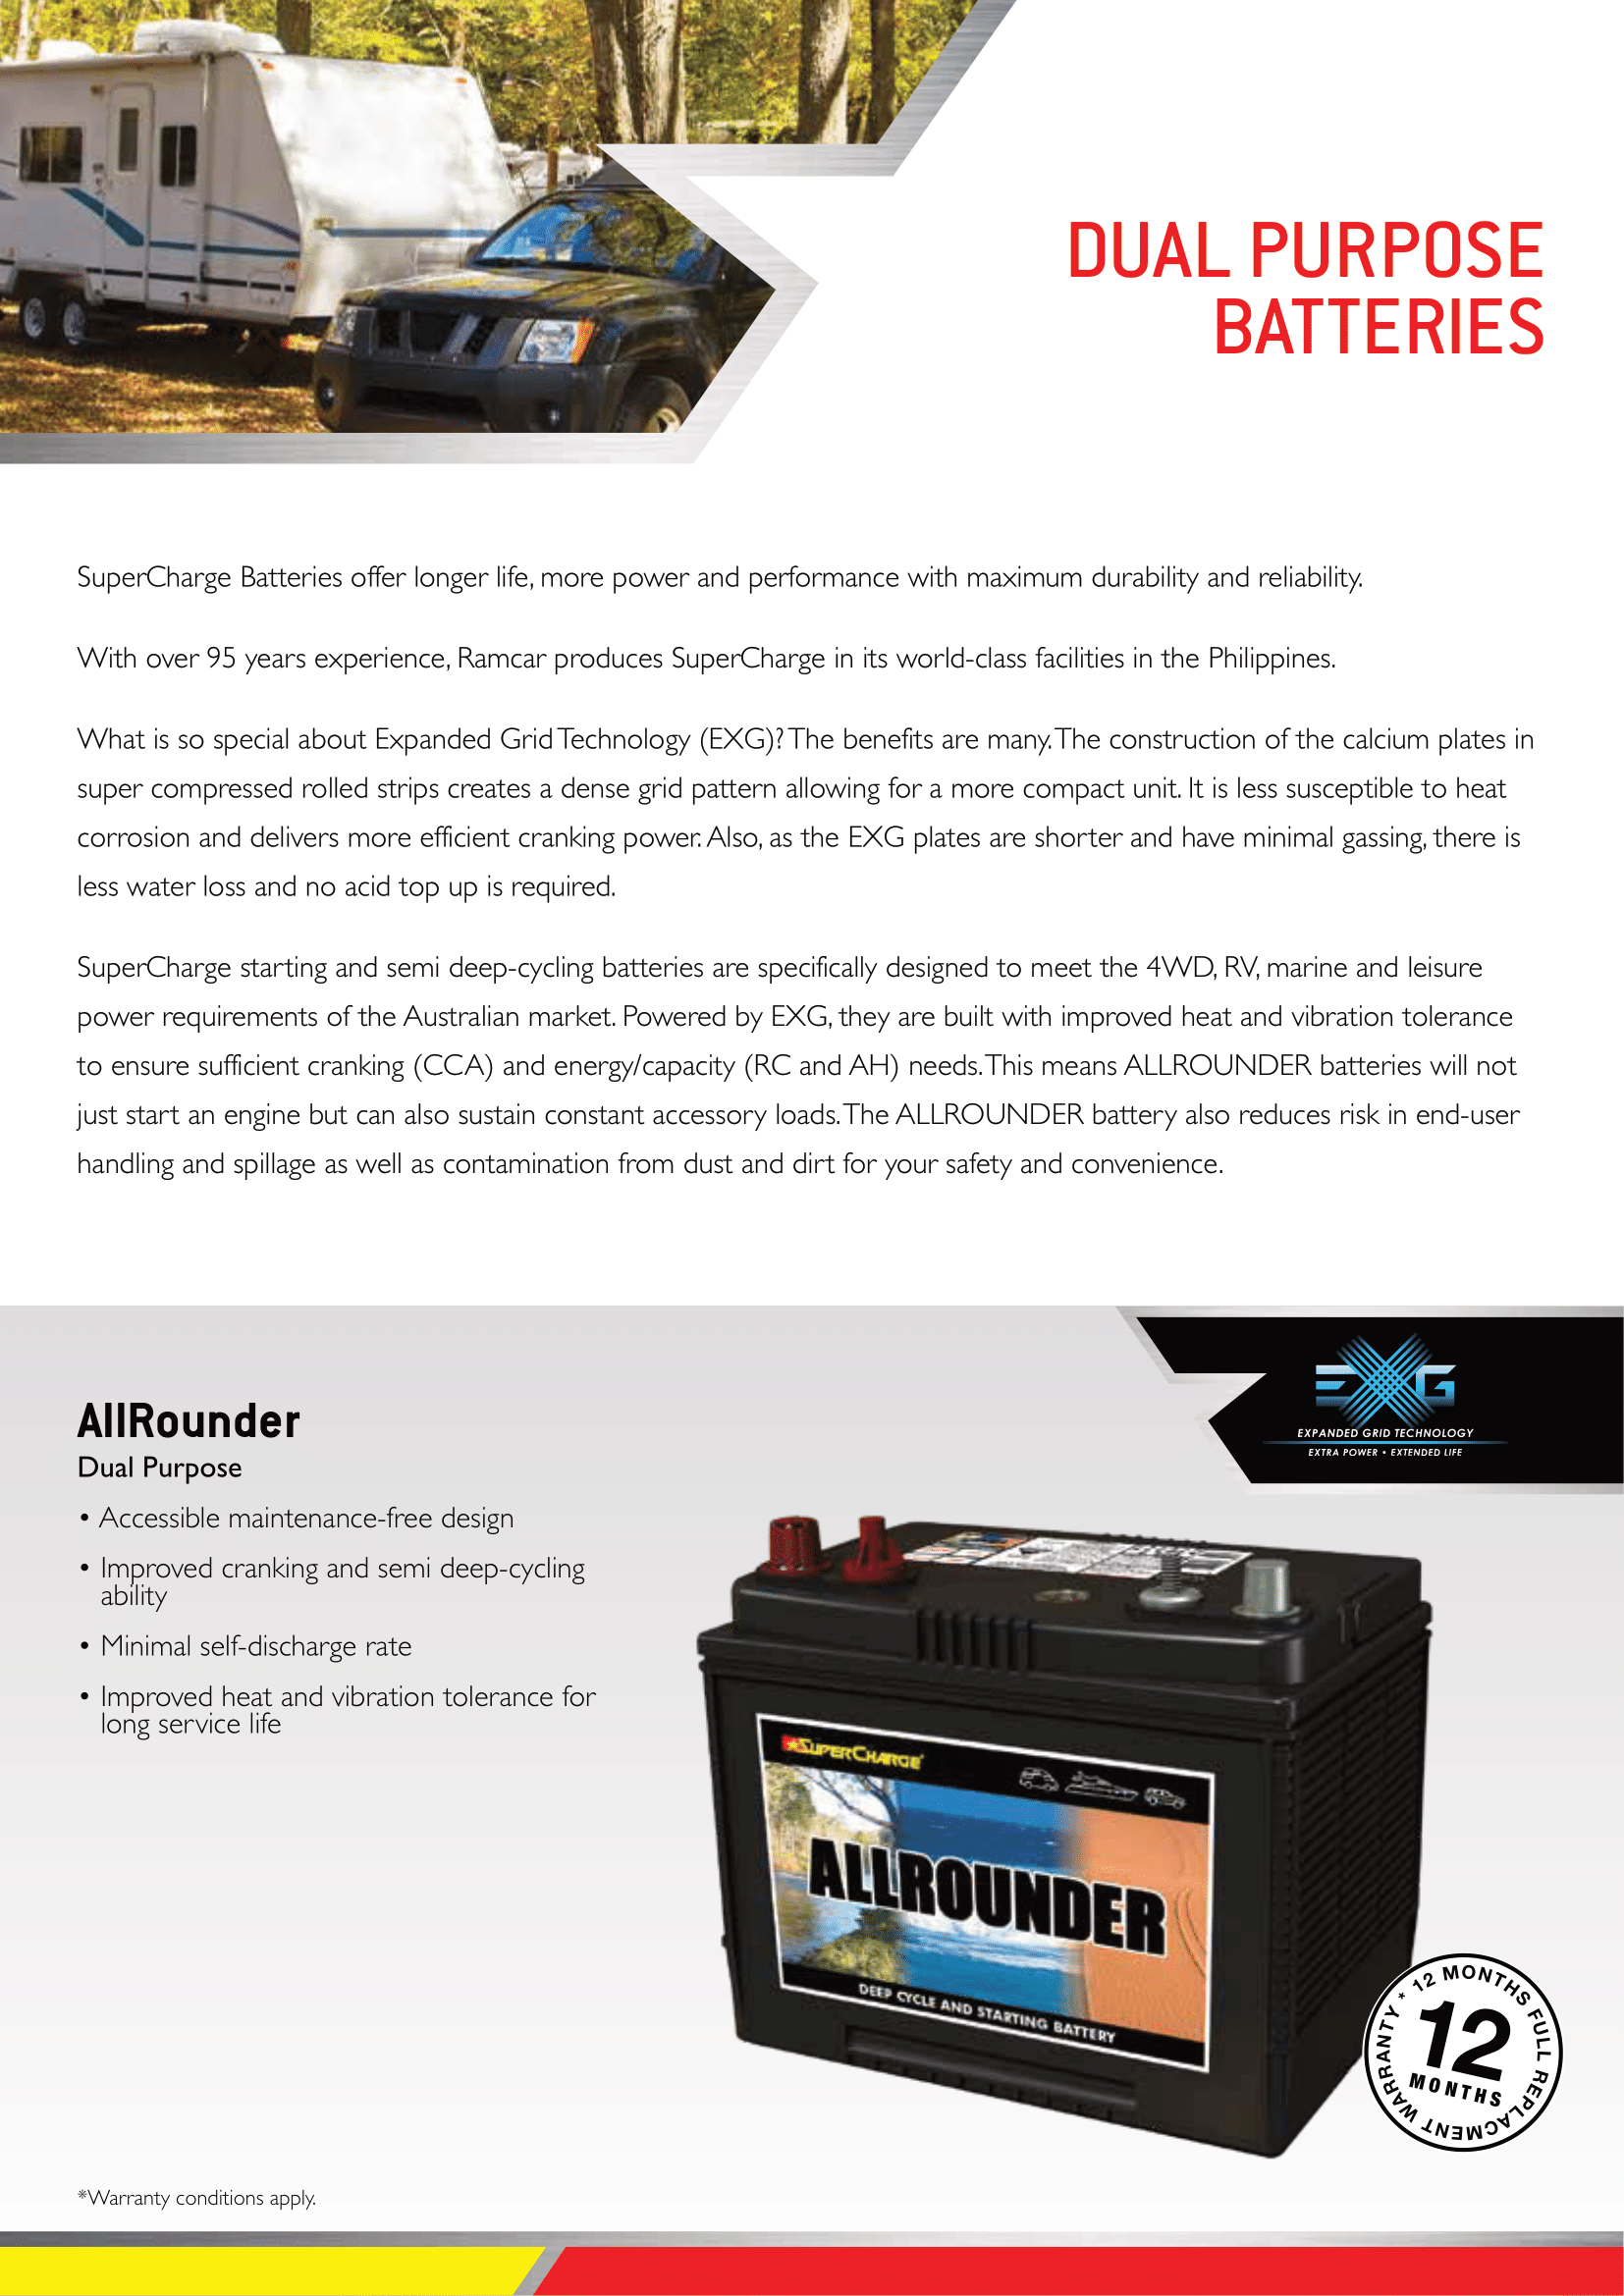 DUAL PURPOSE
BATTERIES
SuperCharge Batteries offer longer life, more power and performance with maximum durability and reliability.
With over 95 years experience, Ramcar produces SuperCharge in its world-class facilities in the Philippines.
What is so special about Expanded Grid Technology (EXG)? The benefits are many. The construction of the calcium plates in
super compressed rolled strips creates a dense grid pattern allowing for a more compact unit. It is less susceptible to heat
corrosion and delivers more efficient cranking power. Also, as the EXG plates are shorter and have minimal gassing, there is
less water loss and no acid top up is required.
SuperCharge starting and semi deep-cycling batteries are specifically designed to meet the 4WD, RV, marine and leisure
power requirements of the Australian market. Powered by EXG, they are built with improved heat and vibration tolerance
to ensure sufficient cranking (CCA) and energy/capacity (RC and AH) needs. This means ALLROUNDER batteries will not
just start an engine but can also sustain constant accessory loads. The ALLROUNDER battery also reduces risk in end-user
handling and spillage as well as contamination from dust and dirt for your safety and convenience.
EXG
EXPANDED GRID TECHNOLOGY
EXTRA POWER • EXTENDED LIFE
AllRounder
Dual Purpose
• Accessible maintenance-free design
• Improved cranking and semi deep-cycling
ability
• Minimal self-discharge rate
• Improved heat and vibration tolerance for
long service life
SUPERCHARGE
ALLROUNDER
DEEP CYCLE AND STARTING BATTERY
* 12 MONTHS FULL REPLACMENT WARRANTY
12
MONTHS
*Warranty conditions apply.